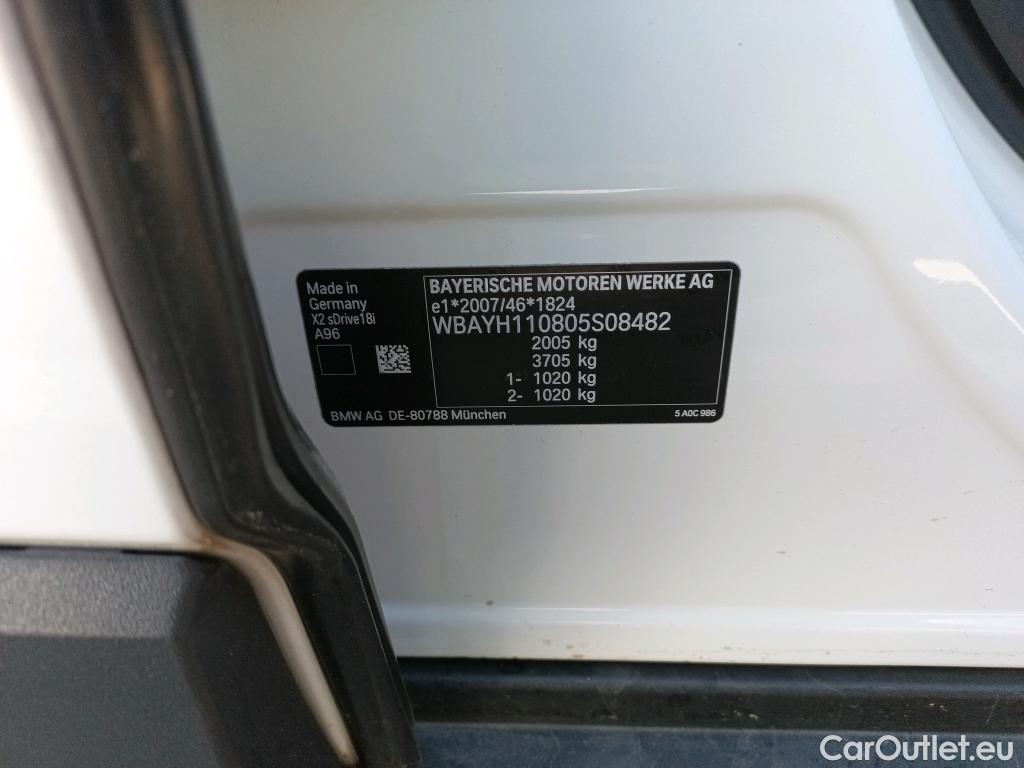 Made in
Germany
X2 sDrive18i
A96
BAYERISCHE MOTOREN WERKE AG
e1*2007/46*1824
WBAYH110805S08482
2005 kg
3705 kg
1- 1020 kg
2- 1020 kg
BMW AG DE-80788 München
5 A0C 986
CarOutlet.eu